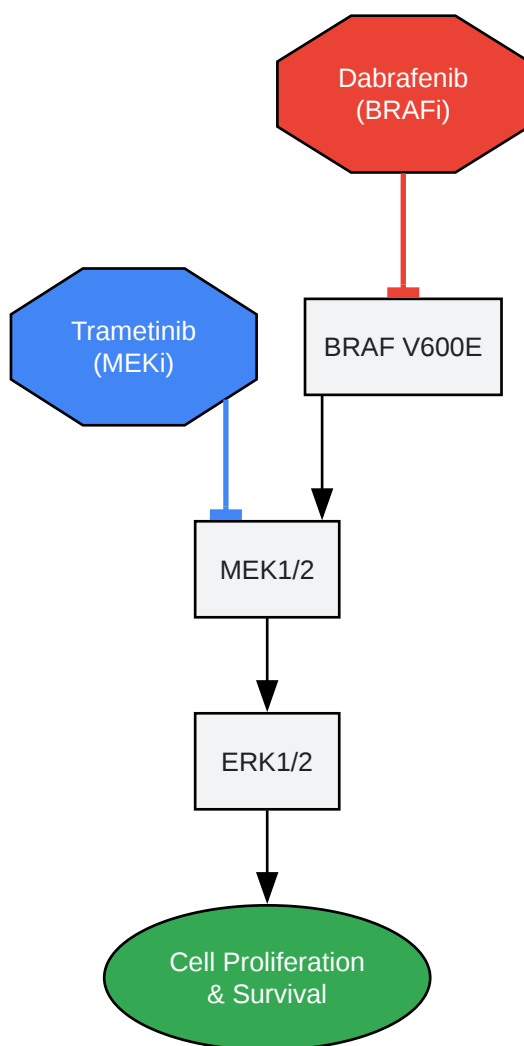 Dabrafenib
(BRAFi)
Trametinib
(MEKi)
BRAF V600E
MEK1/2
ERK1/2
Cell Proliferation
& Survival